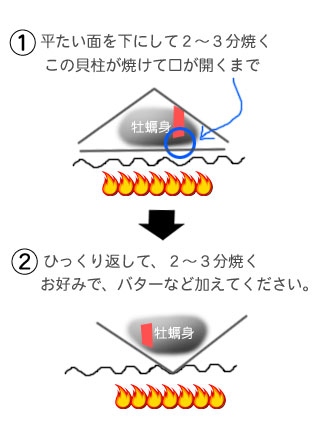 ① 平たい面を下にして２～３分焼く
この貝柱が焼けて口が開くまで
牡蠣身
② ひっくり返して、２～３分焼く
お好みで、バターなど加えてください。
牡蠣身